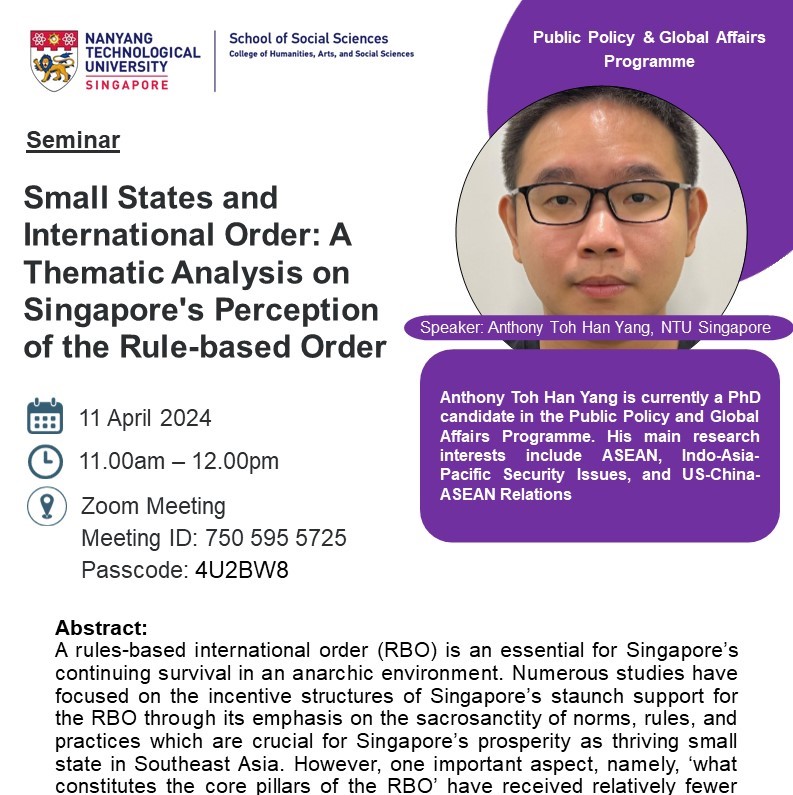 NANYANG
TECHNOLOGICAL
UNIVERSITY
SINGAPORE
School of Social Sciences
College of Humanities, Arts, and Social Sciences
Public Policy & Global Affairs
Programme
Seminar
Small States and
International Order: A
Thematic Analysis on
Singapore's Perception
of the Rule-based Order
Speaker: Anthony Toh Han Yang, NTU Singapore
Anthony Toh Han Yang is currently a PhD
candidate in the Public Policy and Global
Affairs Programme. His main research
interests include ASEAN, Indo-Asia-
Pacific Security Issues, and US-China-
ASEAN Relations
11 April 2024
11.00am – 12.00pm
Zoom Meeting
Meeting ID: 750 595 5725
Passcode: 4U2BW8
Abstract:
A rules-based international order (RBO) is an essential for Singapore’s
continuing survival in an anarchic environment. Numerous studies have
focused on the incentive structures of Singapore’s staunch support for
the RBO through its emphasis on the sacrosanctity of norms, rules, and
practices which are crucial for Singapore’s prosperity as thriving small
state in Southeast Asia. However, one important aspect, namely, ‘what
constitutes the core pillars of the RBO’ have received relatively fewer